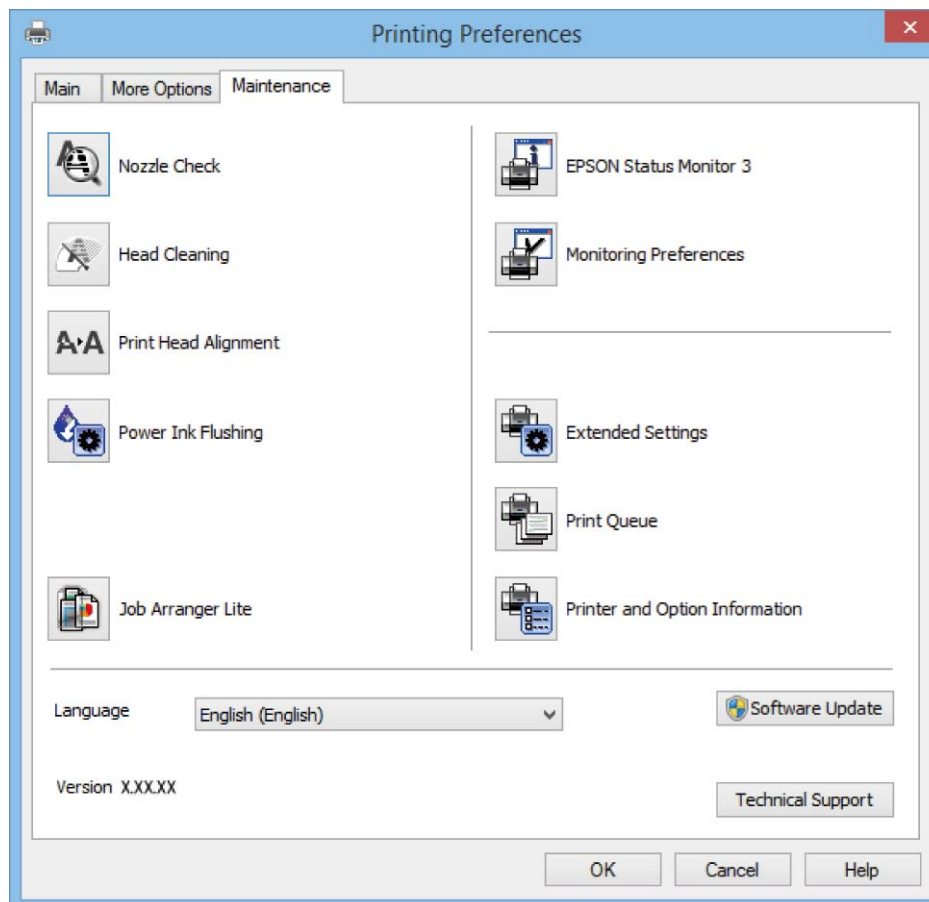 Printing Preferences
Main
More Options
Maintenance
Nozzle Check
Head Cleaning
A A Print Head Alignment
Power Ink Flushing
Job Arranger Lite
EPSON Status Monitor 3
Monitoring Preferences
Extended Settings
Print Queue
Printer and Option Information
Language
English (English)
Software Update
Version X.XX.XX
Technical Support
OK
Cancel
Help